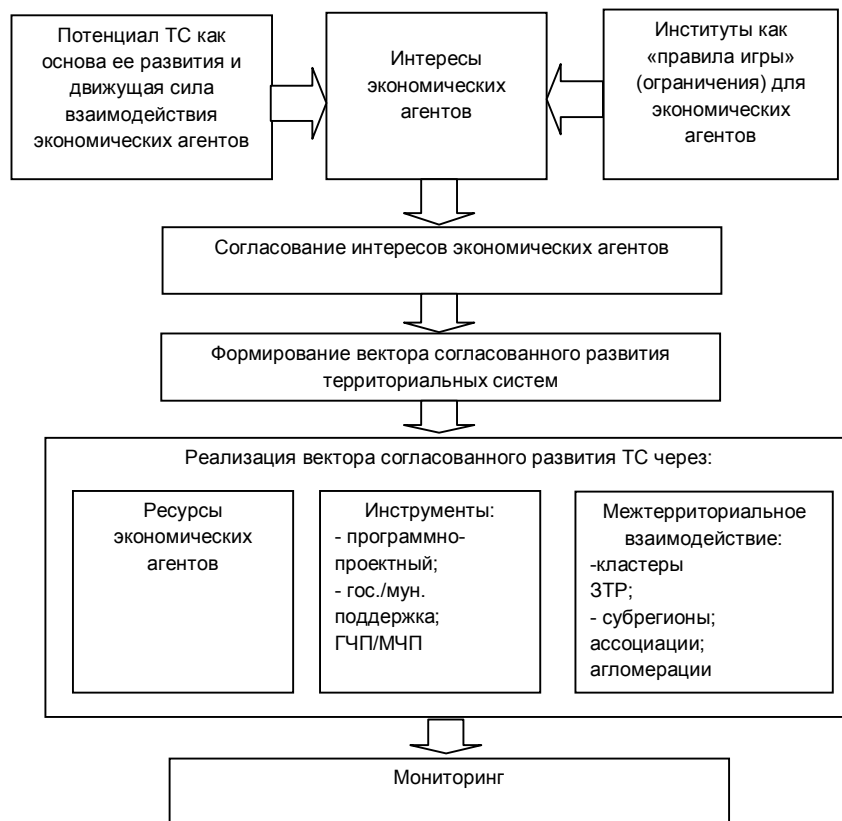 Потенциал ТС как
основа ее развития и
движущая сила
взаимодействия
экономических агентов
Интересы
экономических
агентов
Институты как
«правила игры»
(ограничения) для
экономических
агентов
Согласование интересов экономических агентов
Формирование вектора согласованного развития
территориальных систем
Реализация вектора согласованного развития ТС через:
Ресурсы
экономических
агентов
Инструменты:
- программно-
проектный;
- гос./мун.
поддержка;
ГЧП/МЧП
Межтерриториальное
взаимодействие:
-кластеры
ЗТР;
- субрегионы;
ассоциации;
агломерации
Мониторинг